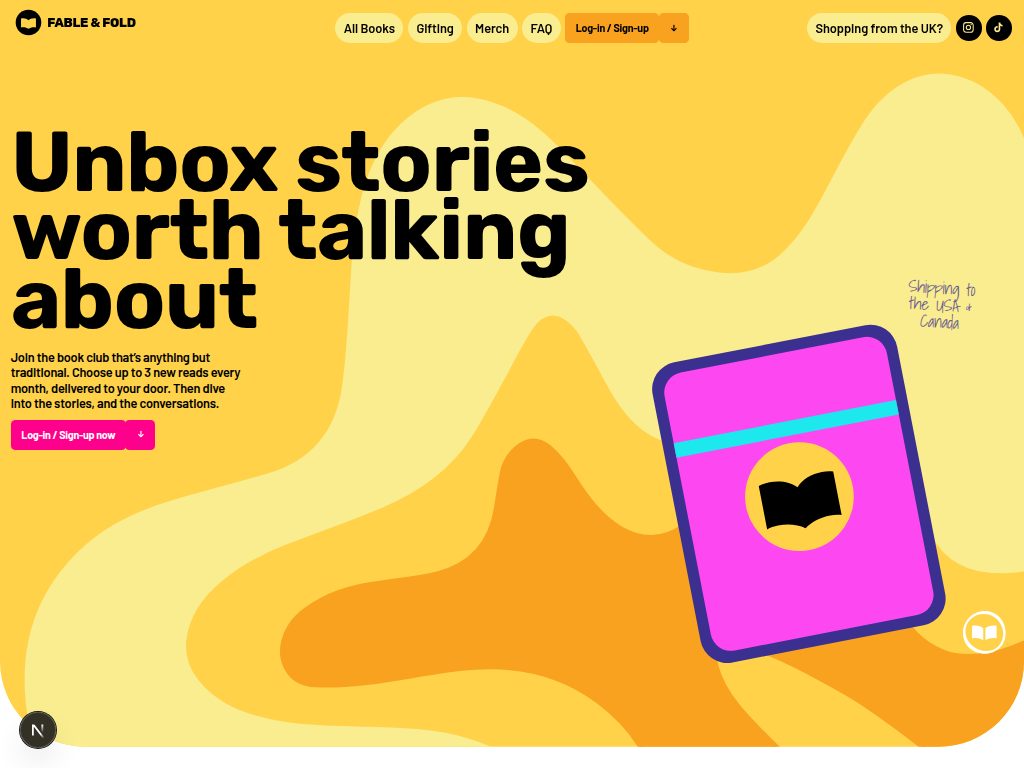 FABLE & FOLD
All Books
Gifting
Merch
FAQ
Log-in / Sign-up
Shopping from the UK?
Unbox stories
worth talking
about
Shipping to
the USA &
Canada
Join the book club that's anything but
traditional. Choose up to 3 new reads every
month, delivered to your door. Then dive
into the stories, and the conversations.
Log-in / Sign-up now
N